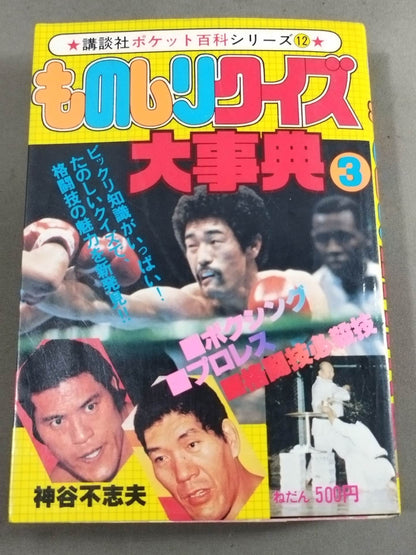 ★講談社ポケット百科シリーズ⑫★
ものしりクイズ
大事典
3
ビックリ知識がいっぱい!
たのしいクイズで
格闘技の魅力を新発見!!
■ボクシング
■プロレス
■格闘技必殺技
神谷不志夫
ねだん 500円